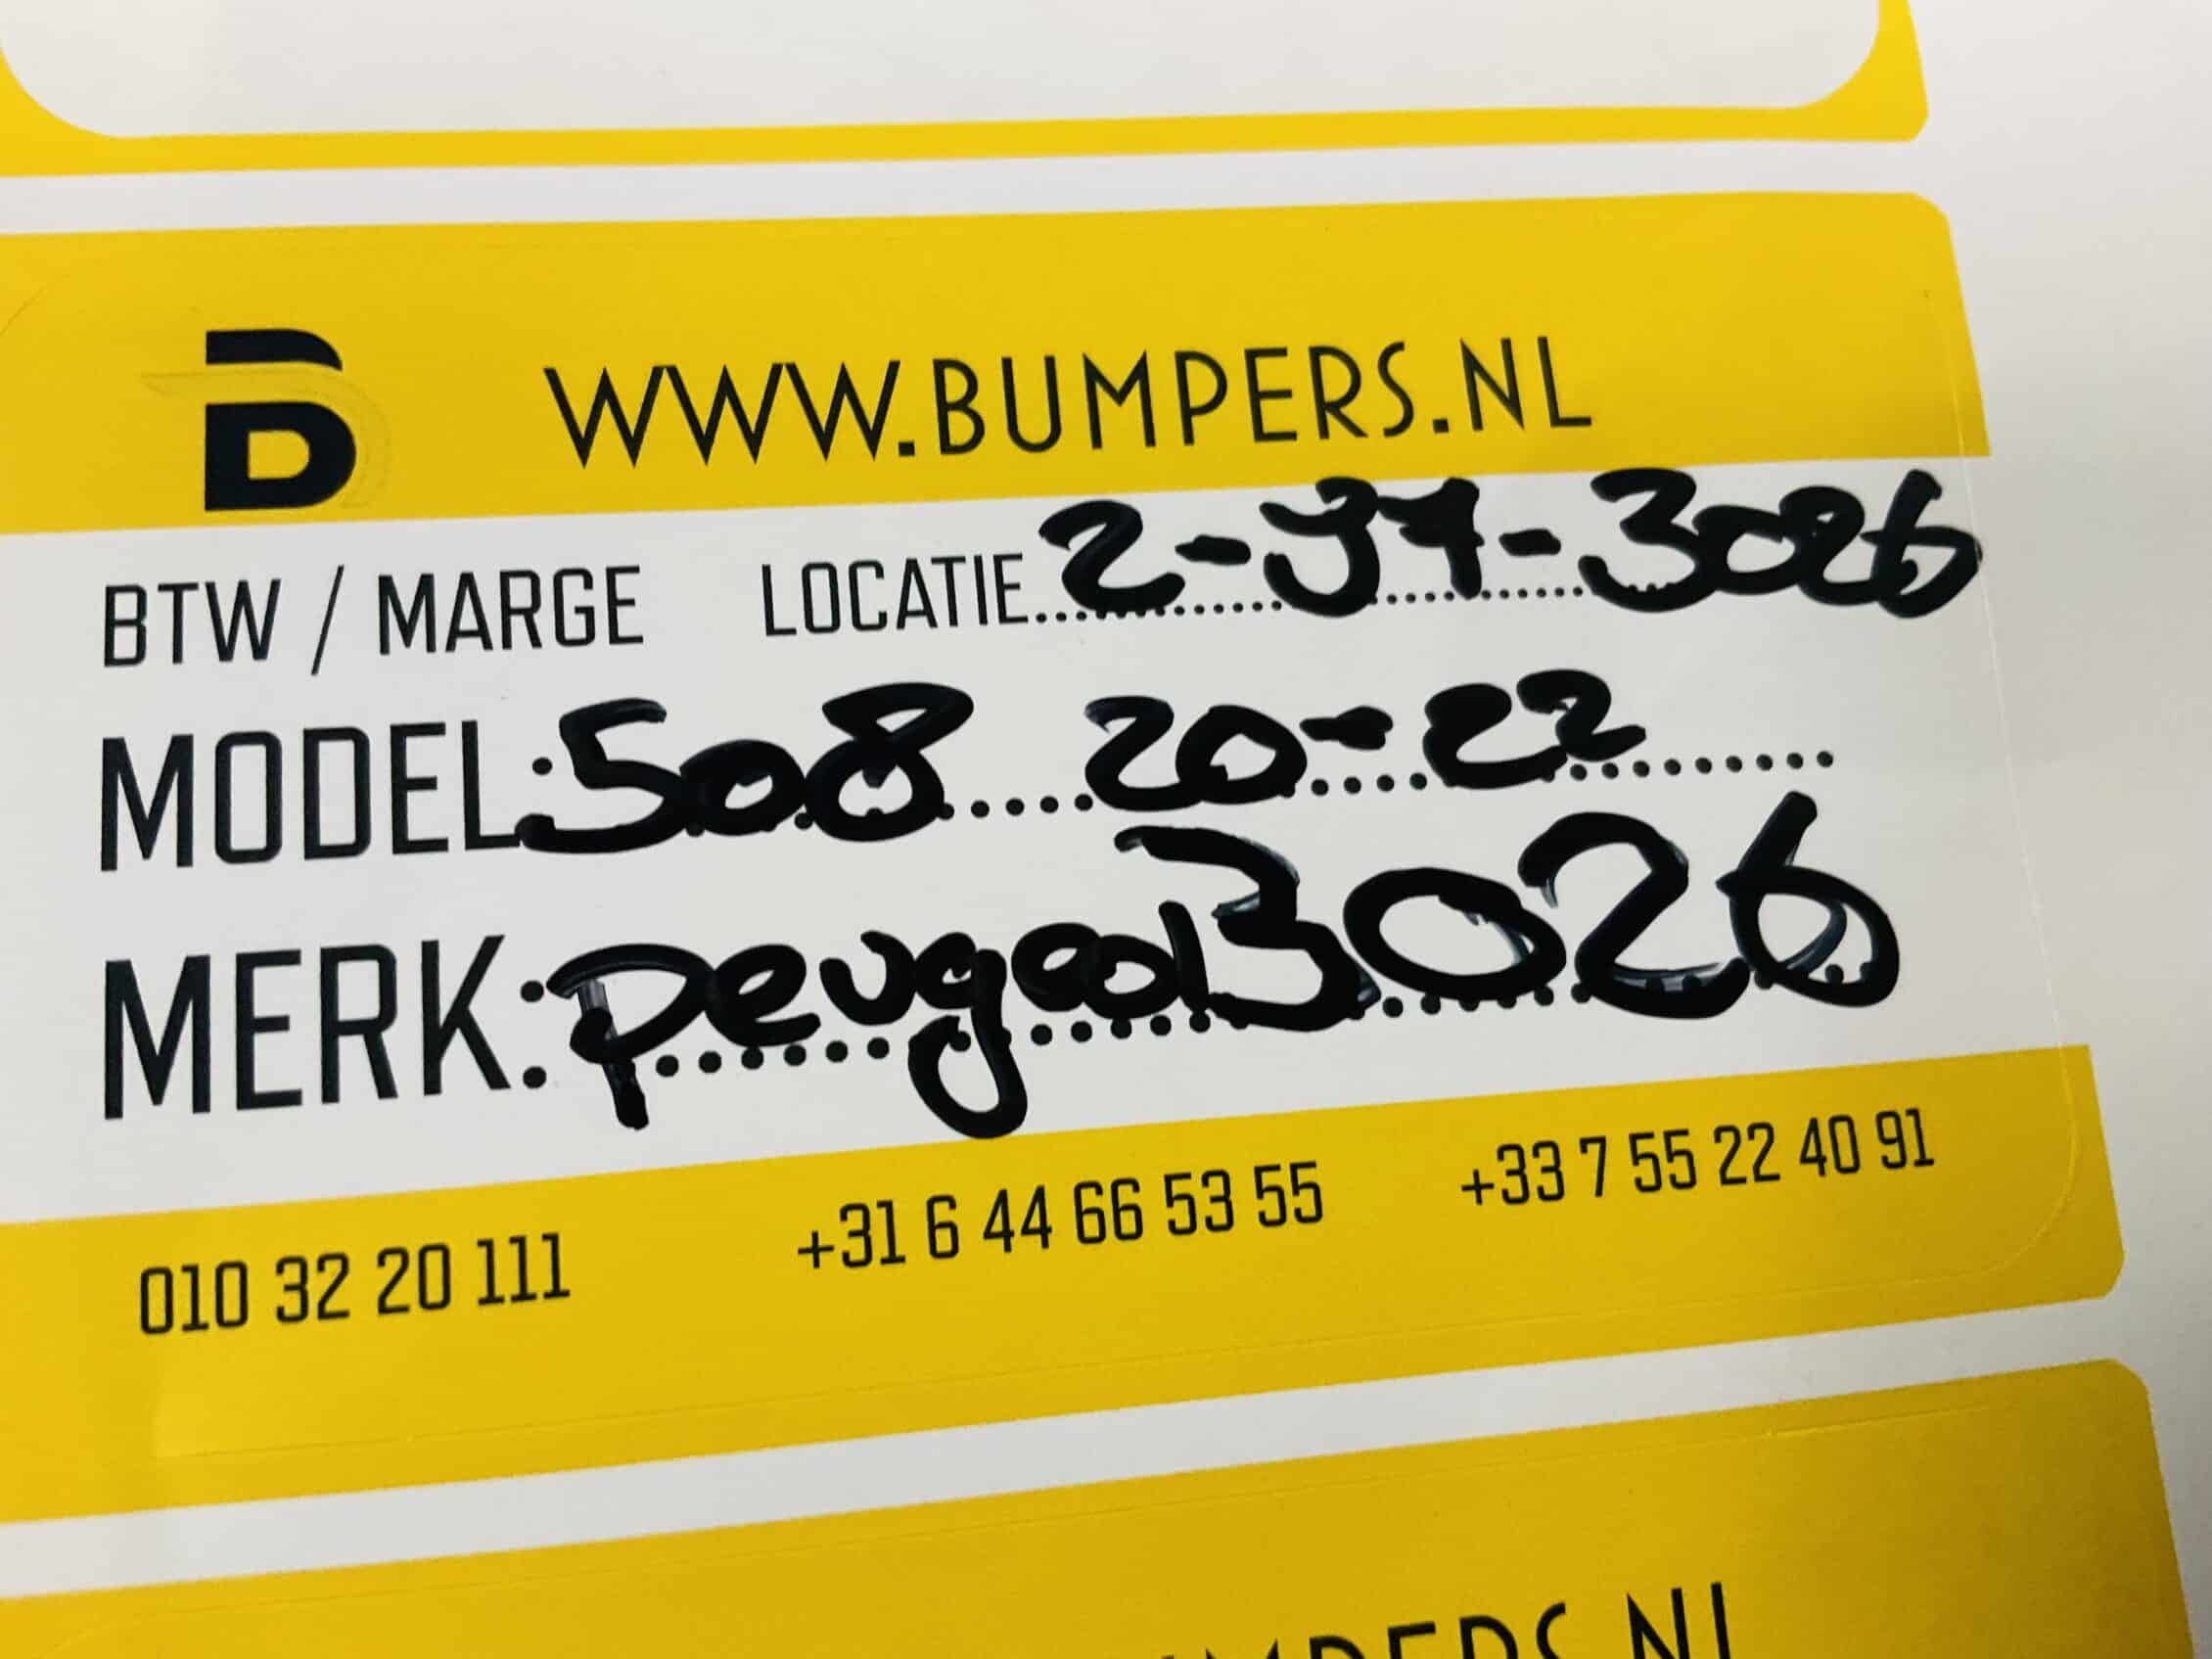 B WWW.BUMPERS.NL
BTW / MARGE LOCATIE 2-J7-3026
MODEL: 508 20-22
MERK: peugeot 3026
010 32 20 111 +31 6 44 66 53 55 +33 7 55 22 40 91